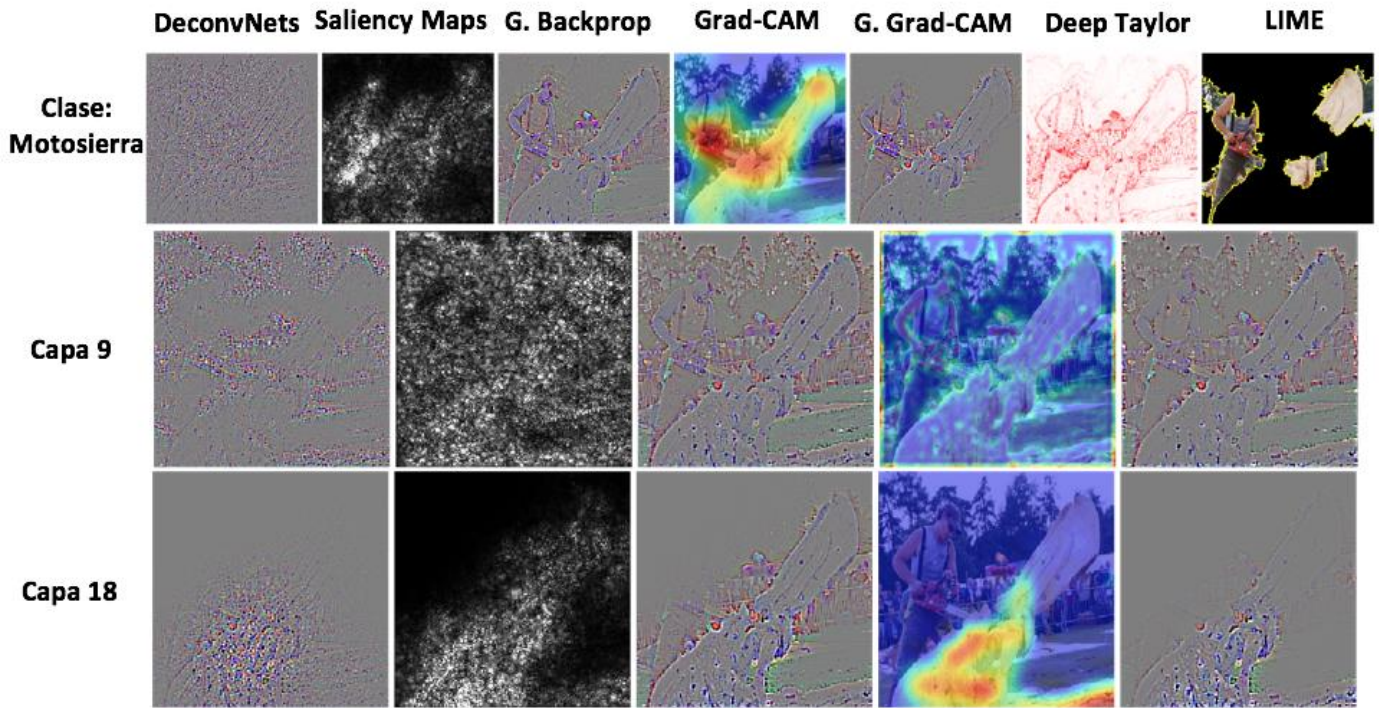 DeconvNets Saliency Maps G. Backprop Grad-CAM G. Grad-CAM Deep Taylor LIME
Clase:
Motosierra
Capa 9
Capa 18